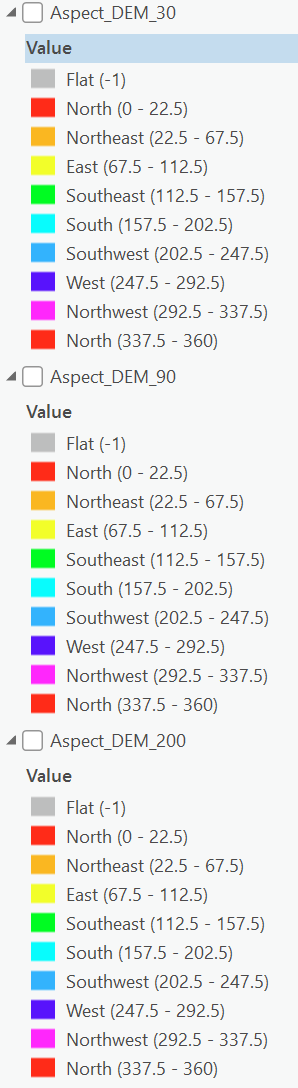 Aspect_DEM_30
Value
Flat (-1)
North (0 - 22.5)
Northeast (22.5 - 67.5)
East (67.5 - 112.5)
Southeast (112.5 - 157.5)
South (157.5 - 202.5)
Southwest (202.5 - 247.5)
West (247.5 - 292.5)
Northwest (292.5 - 337.5)
North (337.5 - 360)
Aspect_DEM_90
Value
Flat (-1)
North (0 - 22.5)
Northeast (22.5 - 67.5)
East (67.5 - 112.5)
Southeast (112.5 - 157.5)
South (157.5 - 202.5)
Southwest (202.5 - 247.5)
West (247.5 - 292.5)
Northwest (292.5 - 337.5)
North (337.5 - 360)
Aspect_DEM_200
Value
Flat (-1)
North (0 - 22.5)
Northeast (22.5 - 67.5)
East (67.5 - 112.5)
Southeast (112.5 - 157.5)
South (157.5 - 202.5)
Southwest (202.5 - 247.5)
West (247.5 - 292.5)
Northwest (292.5 - 337.5)
North (337.5 - 360)